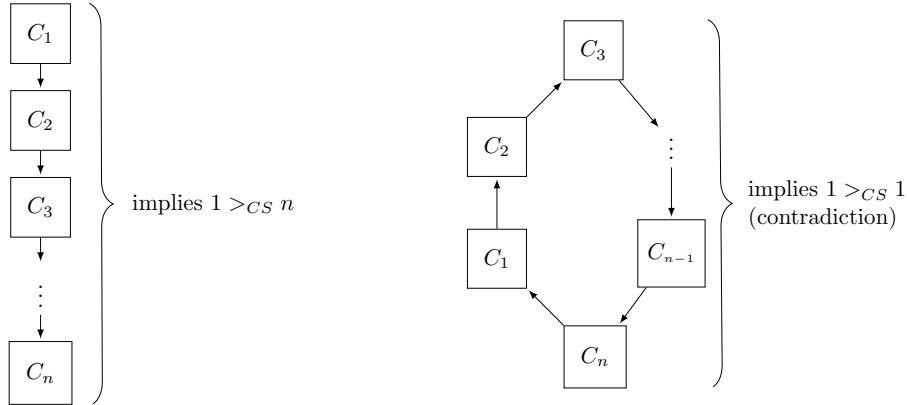 C₁
C₂
C₃
⋮
Cₙ
implies 1 >_{CS} n
C₃
C₂
⋮
C₁
Cₙ₋₁
Cₙ
implies 1 >_{CS} 1
(contradiction)